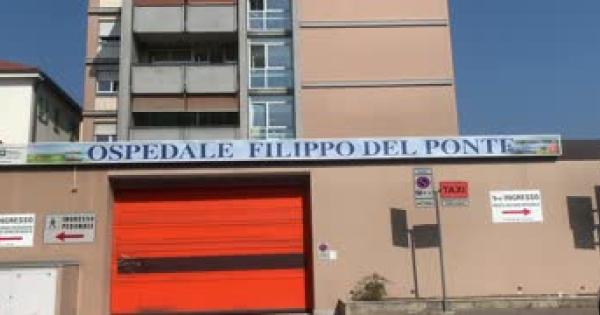 OSPEDALE FILIPPO DEL PONTE
INGRESSO
INGRESSO
PEDONALE
TAXI
INGRESSO